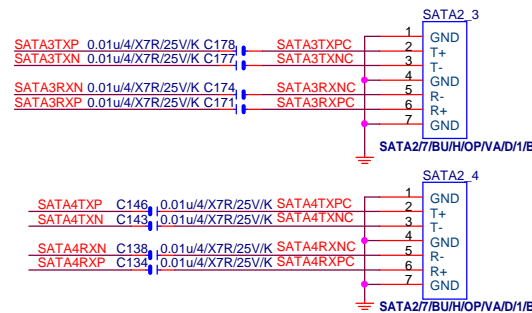 SATA2_3
1 GND
SATA3TXP 0.01u/4/X7R/25V/K C178 SATA3TXPC 2 T+
SATA3TXN 0.01u/4/X7R/25V/K C177 SATA3TXNC 3 T-
4 GND
SATA3RXN 0.01u/4/X7R/25V/K C174 SATA3RXNC 5 R-
SATA3RXP 0.01u/4/X7R/25V/K C171 SATA3RXPC 6 R+
7 GND
SATA2/7/BU/H/OP/VA/D/1/B
SATA2_4
1 GND
SATA4TXP C146 0.01u/4/X7R/25V/K SATA4TXPC 2 T+
SATA4TXN C143 0.01u/4/X7R/25V/K SATA4TXNC 3 T-
4 GND
SATA4RXN C138 0.01u/4/X7R/25V/K SATA4RXNC 5 R-
SATA4RXP C134 0.01u/4/X7R/25V/K SATA4RXPC 6 R+
7 GND
SATA2/7/BU/H/OP/VA/D/1/B